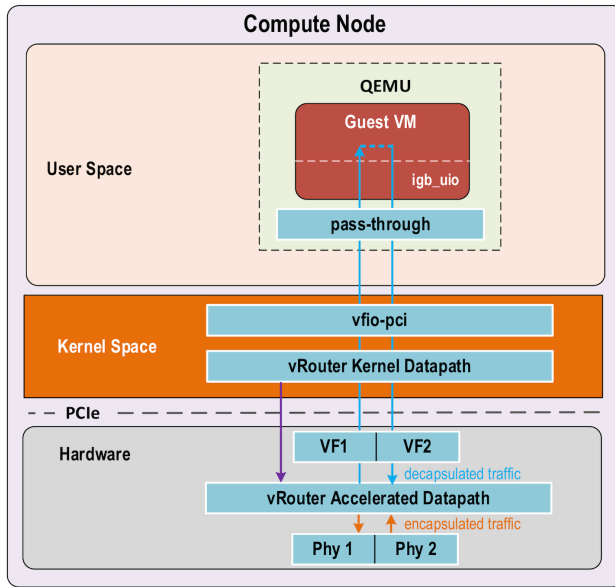 Compute Node
QEMU
Guest VM
User Space
igb_uio
pass-through
vfio-pci
Kernel Space
vRouter Kernel Datapath
PCIe
VF1 VF2
Hardware
decapsulated traffic
vRouter Accelerated Datapath
encapsulated traffic
Phy 1 Phy 2